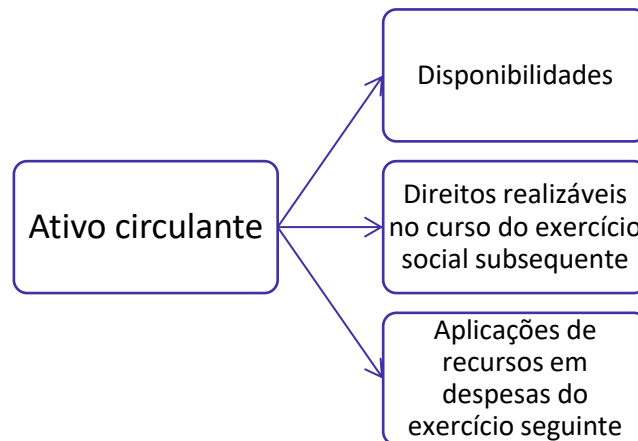 Disponibilidades
Ativo circulante
Direitos realizáveis
no curso do exercício
social subsequente
Aplicações de
recursos em
despesas do
exercício seguinte